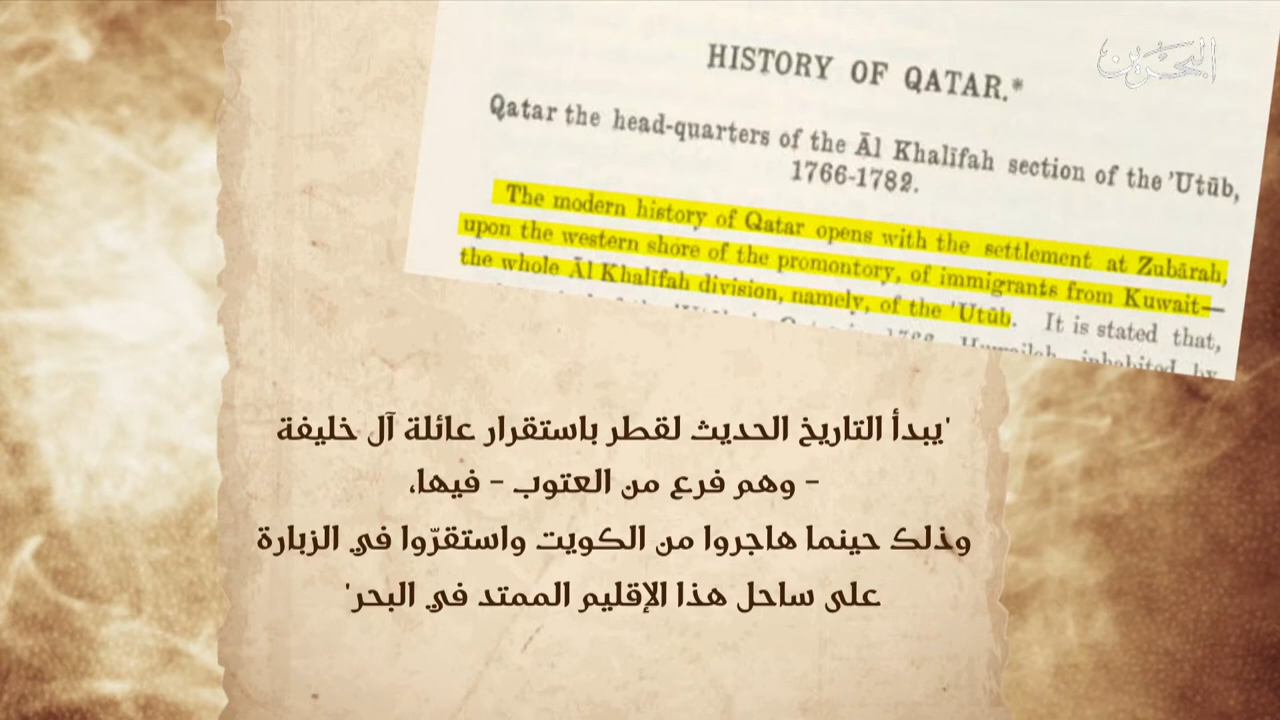 البحرين
HISTORY OF QATAR.*
Qatar the head-quarters of the Āl Khalīfah section of the 'Utūb,
1766-1782.
The modern history of Qatar opens with the settlement at Zubārah,
upon the western shore of the promontory, of immigrants from Kuwait—
the whole Āl Khalīfah division, namely, of the 'Utūb. It is stated that,
'يبدأ التاريخ الحديث لقطر باستقرار عائلة آل خليفة
- وهم فرع من العتوب - فيها،
وذلك حينما هاجروا من الكويت واستقرّوا في الزبارة
على ساحل هذا الإقليم الممتد في البحر'